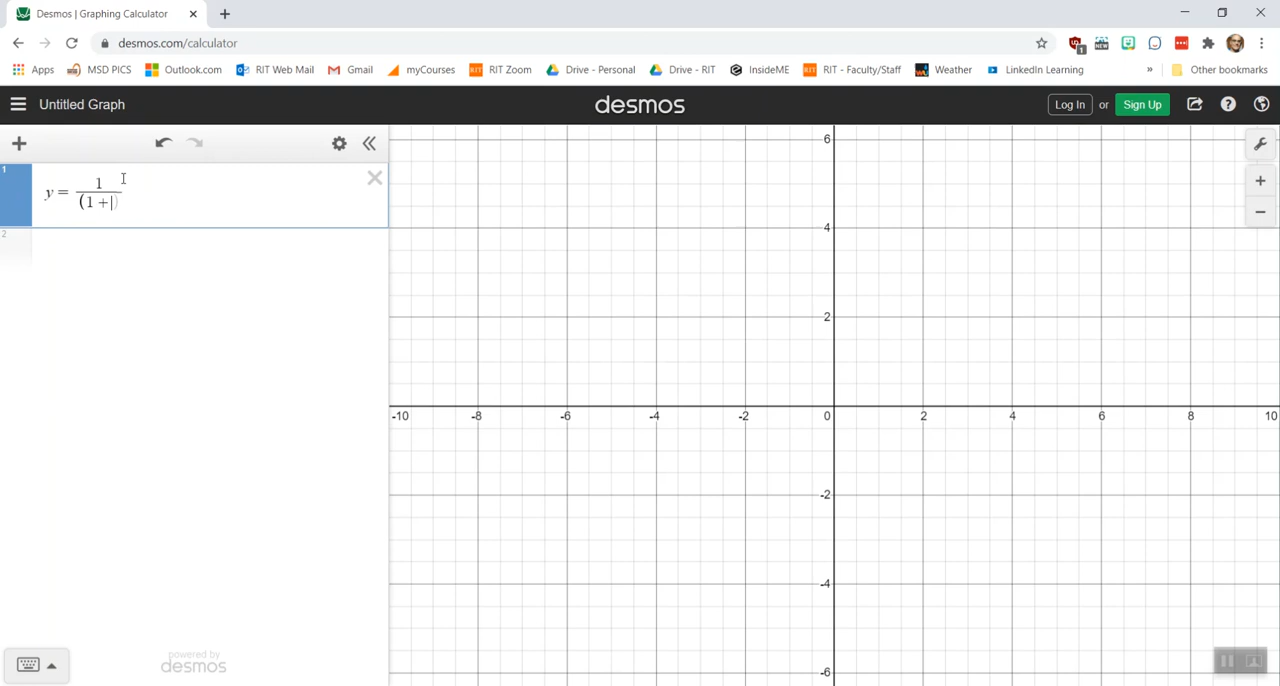 Desmos | Graphing Calculator
desmos.com/calculator
1
NEW
Apps MSD PICS Outlook.com RIT Web Mail Gmail myCourses RIT Zoom Drive - Personal Drive - RIT InsideME RIT - Faculty/Staff Weather LinkedIn Learning » Other bookmarks
Untitled Graph desmos Log In or Sign Up
1
y = 1/(1 +)
2
6
4
2
-10 -8 -6 -4 -2 0 2 4 6 8 10
-2
-4
-6
powered by
desmos